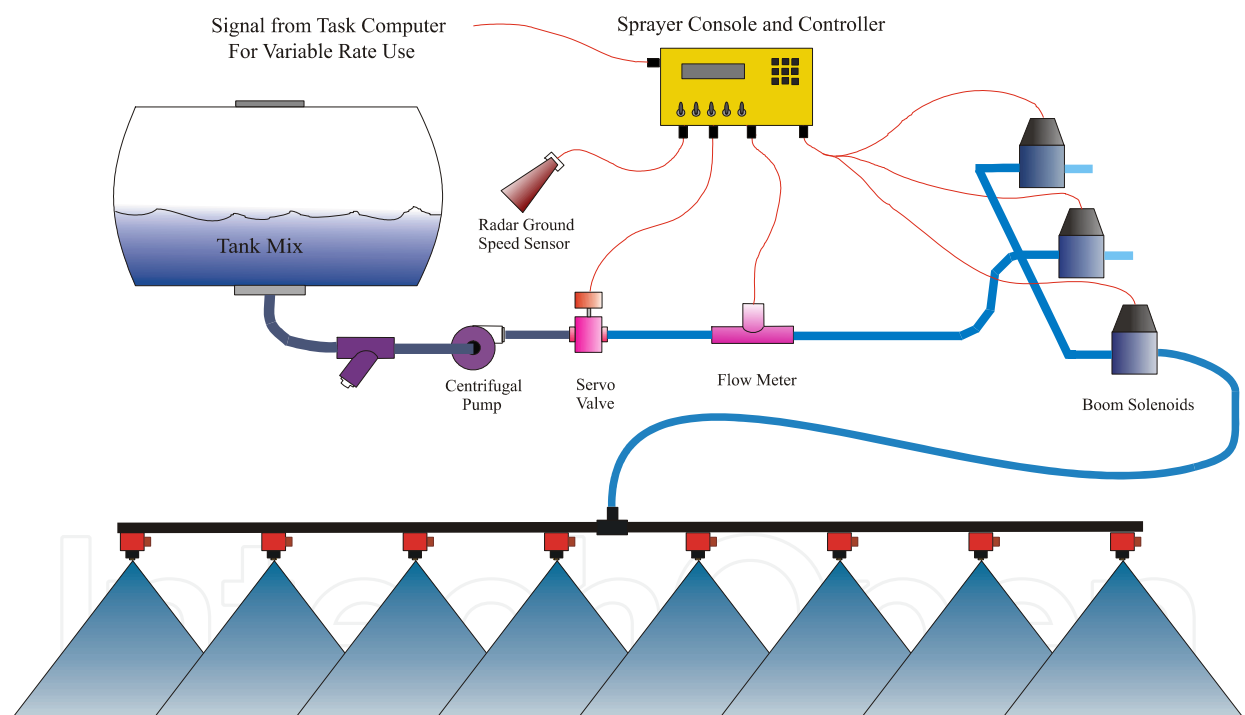 Signal from Task Computer
For Variable Rate Use
Sprayer Console and Controller
Tank Mix
Radar Ground
Speed Sensor
Centrifugal
Pump
Servo
Valve
Flow Meter
Boom Solenoids
IntechOpen